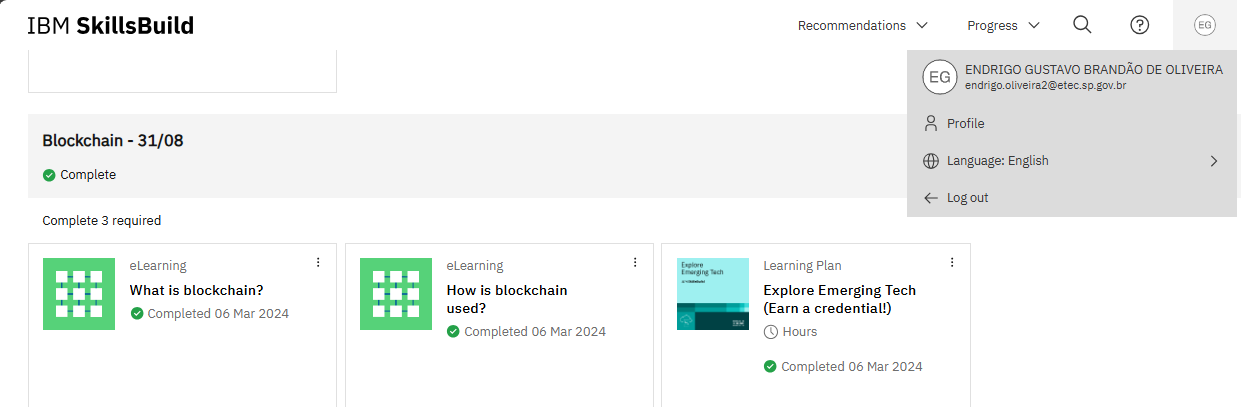 IBM SkillsBuild
Recommendations
Progress
EG
EG
ENDRIGO GUSTAVO BRANDÃO DE OLIVEIRA
endrigo.oliveira2@etec.sp.gov.br
Profile
Language: English
Log out
Blockchain - 31/08
Complete
Complete 3 required
eLearning
What is blockchain?
Completed 06 Mar 2024
eLearning
How is blockchain
used?
Completed 06 Mar 2024
Explore
Emerging Tech
IBM
Learning Plan
Explore Emerging Tech
(Earn a credential!)
Hours
Completed 06 Mar 2024